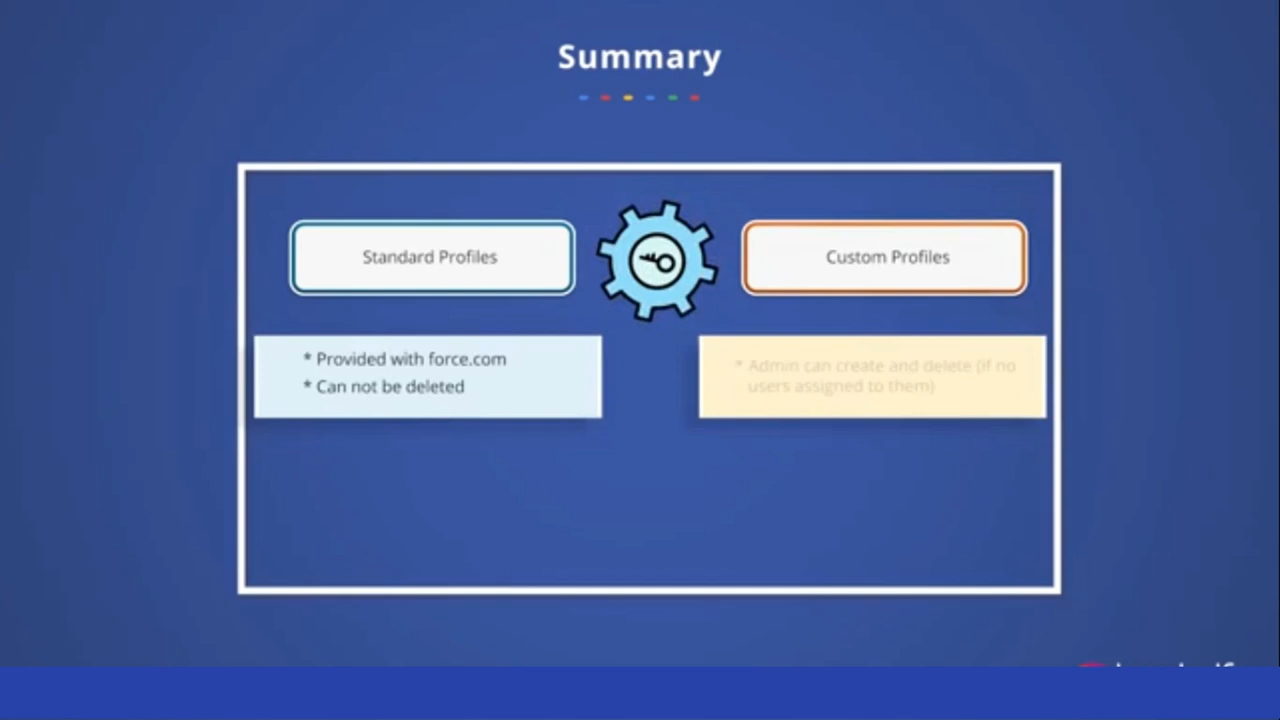 Summary
Standard Profiles
Custom Profiles
* Provided with force.com
* Can not be deleted
* Admin can create and delete (if no
users assigned to them)